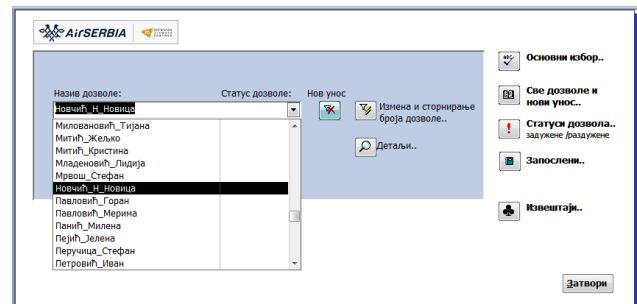 AirSERBIA
Назив дозволе:
Статус дозволе:
Нов унос
Новчић_Н_Новица
Миловановић_Тијана
Митић_Жељко
Митић_Кристина
Младеновић_Лидија
Мрвош_Стефан
Новчић_Н_Новица
Павловић_Горан
Павловић_Мерима
Панић_Милена
Пејић_Јелена
Перучица_Стефан
Петровић_Иван
Измена и сторнирање
броја дозволе..
Детаљи..
Основни избор..
Све дозволе и
нови унос..
Статуси дозвола..
задужене /раздужене
Запослени..
Извештаји..
Затвори